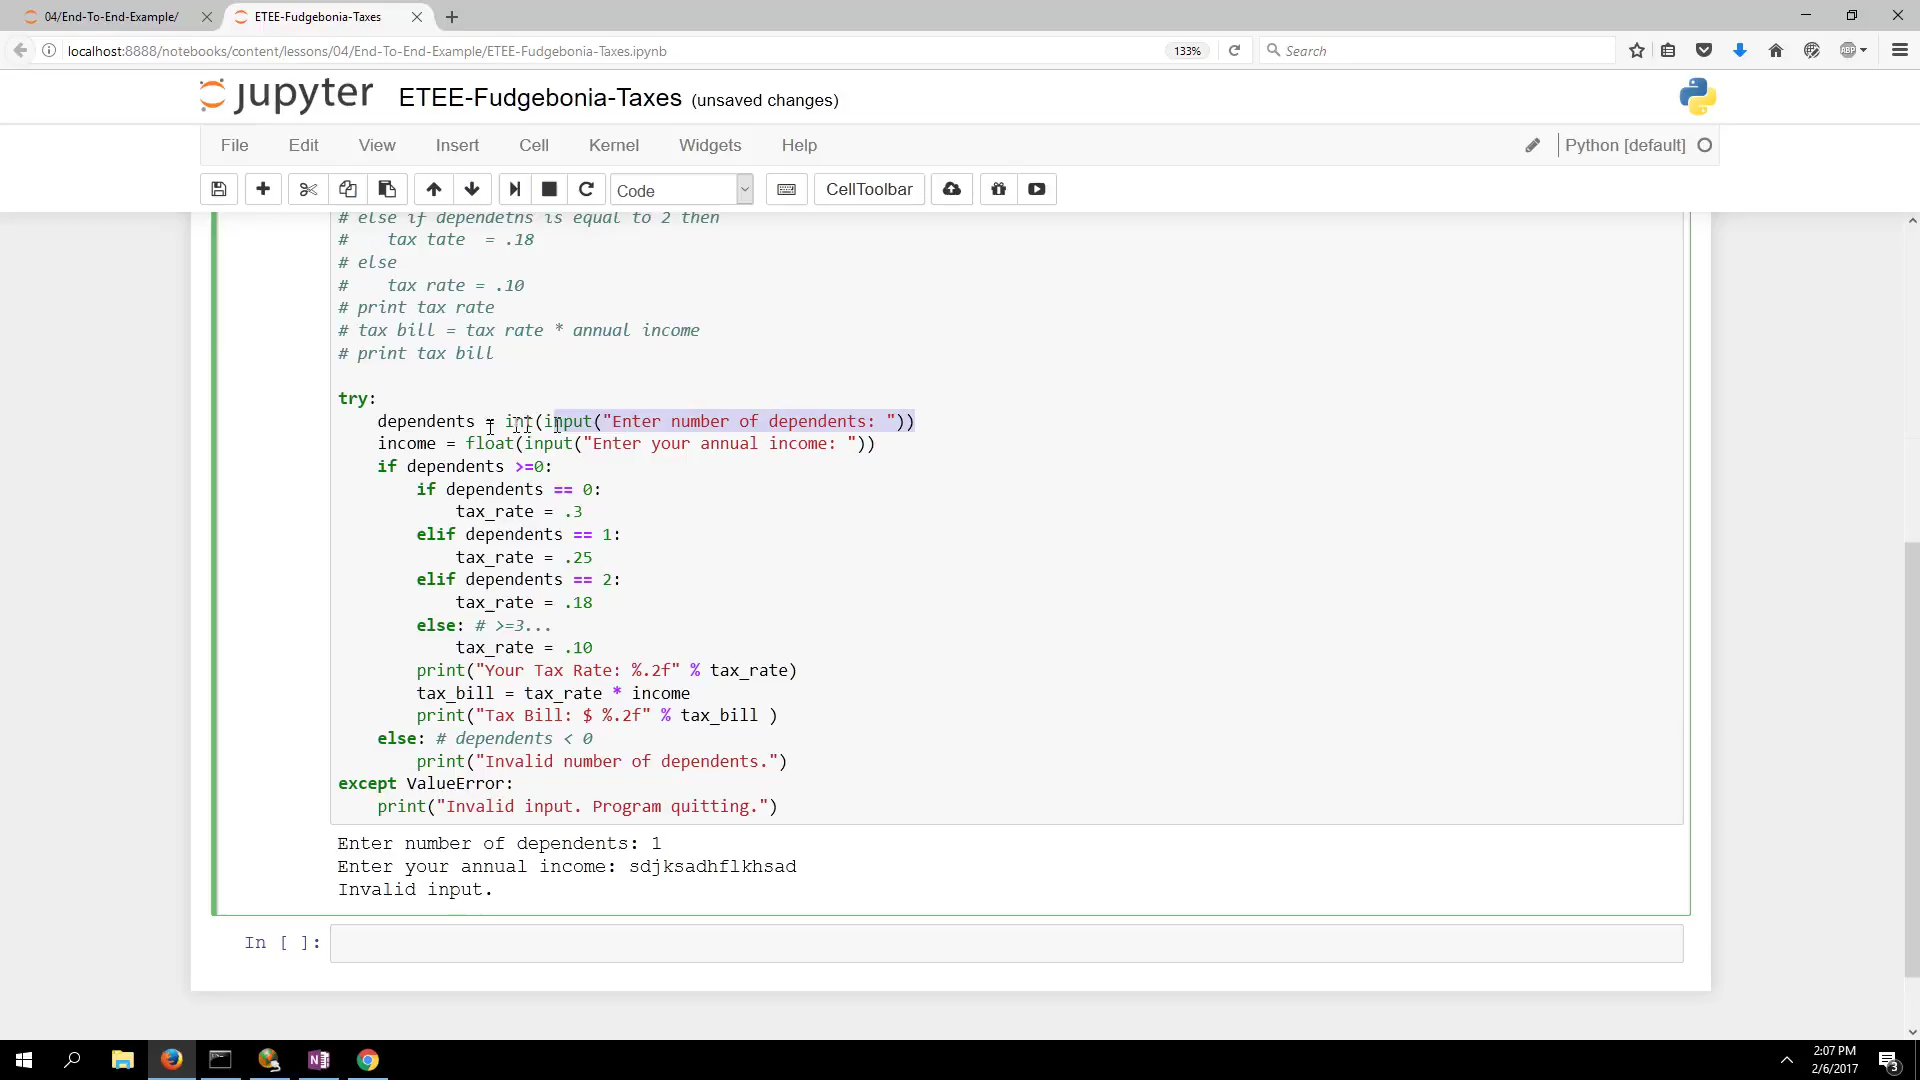 04/End-To-End-Example/
ETEE-Fudgebonia-Taxes
localhost:8888/notebooks/content/lessons/04/End-To-End-Example/ETEE-Fudgebonia-Taxes.ipynb
133%
Search
ABP
jupyter ETEE-Fudgebonia-Taxes (unsaved changes)
File Edit View Insert Cell Kernel Widgets Help
Python [default]
Code
CellToolbar
# else if dependetns is equal to 2 then
#    tax tate  = .18
# else
#    tax rate = .10
# print tax rate
# tax bill = tax rate * annual income
# print tax bill
try:
    dependents = int(input("Enter number of dependents: "))
    income = float(input("Enter your annual income: "))
    if dependents >=0:
        if dependents == 0:
            tax_rate = .3
        elif dependents == 1:
            tax_rate = .25
        elif dependents == 2:
            tax_rate = .18
        else: # >=3...
            tax_rate = .10
        print("Your Tax Rate: %.2f" % tax_rate)
        tax_bill = tax_rate * income
        print("Tax Bill: $ %.2f" % tax_bill )
    else: # dependents < 0
        print("Invalid number of dependents.")
except ValueError:
    print("Invalid input. Program quitting.")
Enter number of dependents: 1
Enter your annual income: sdjksadhflkhsad
Invalid input.
In [ ]:
2:07 PM
2/6/2017
3